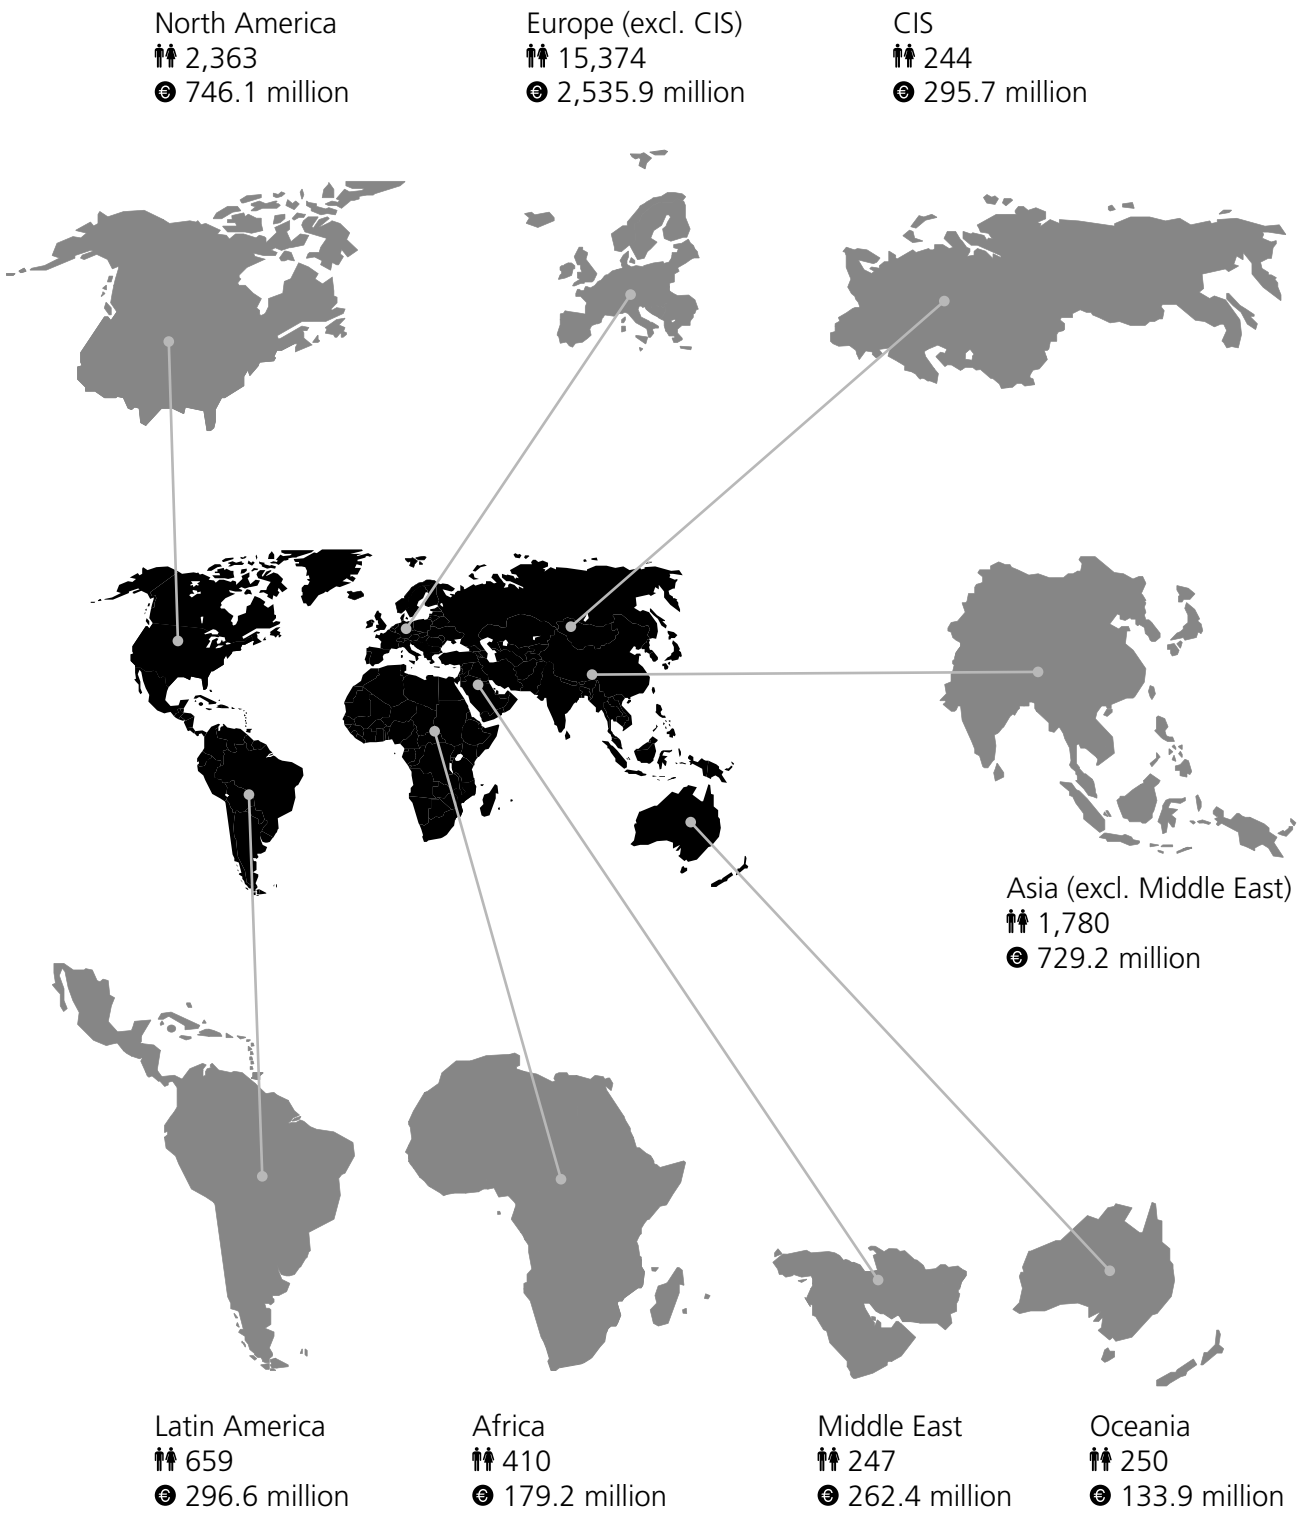 North America
2,363
€ 746.1 million
Europe (excl. CIS)
15,374
€ 2,535.9 million
CIS
244
€ 295.7 million
Asia (excl. Middle East)
1,780
€ 729.2 million
Latin America
659
€ 296.6 million
Africa
410
€ 179.2 million
Middle East
247
€ 262.4 million
Oceania
250
€ 133.9 million